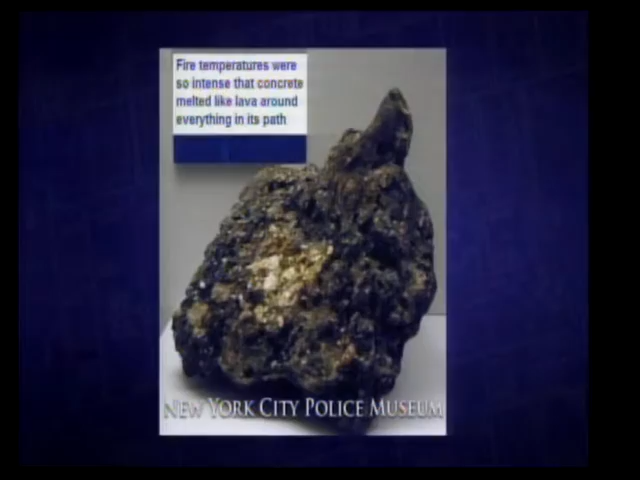 Fire temperatures were
so intense that concrete
melted like lava around
everything in its path
NEW YORK CITY POLICE MUSEUM